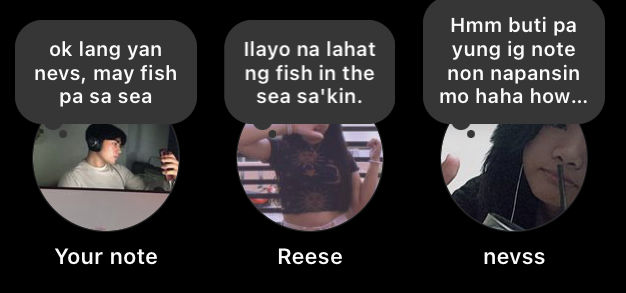 ok lang yan
nevs, may fish
pa sa sea
Your note
Ilayo na lahat
ng fish in the
sea sa'kin.
Reese
Hmm buti pa
yung ig note
non napansin
mo haha how...
nevss